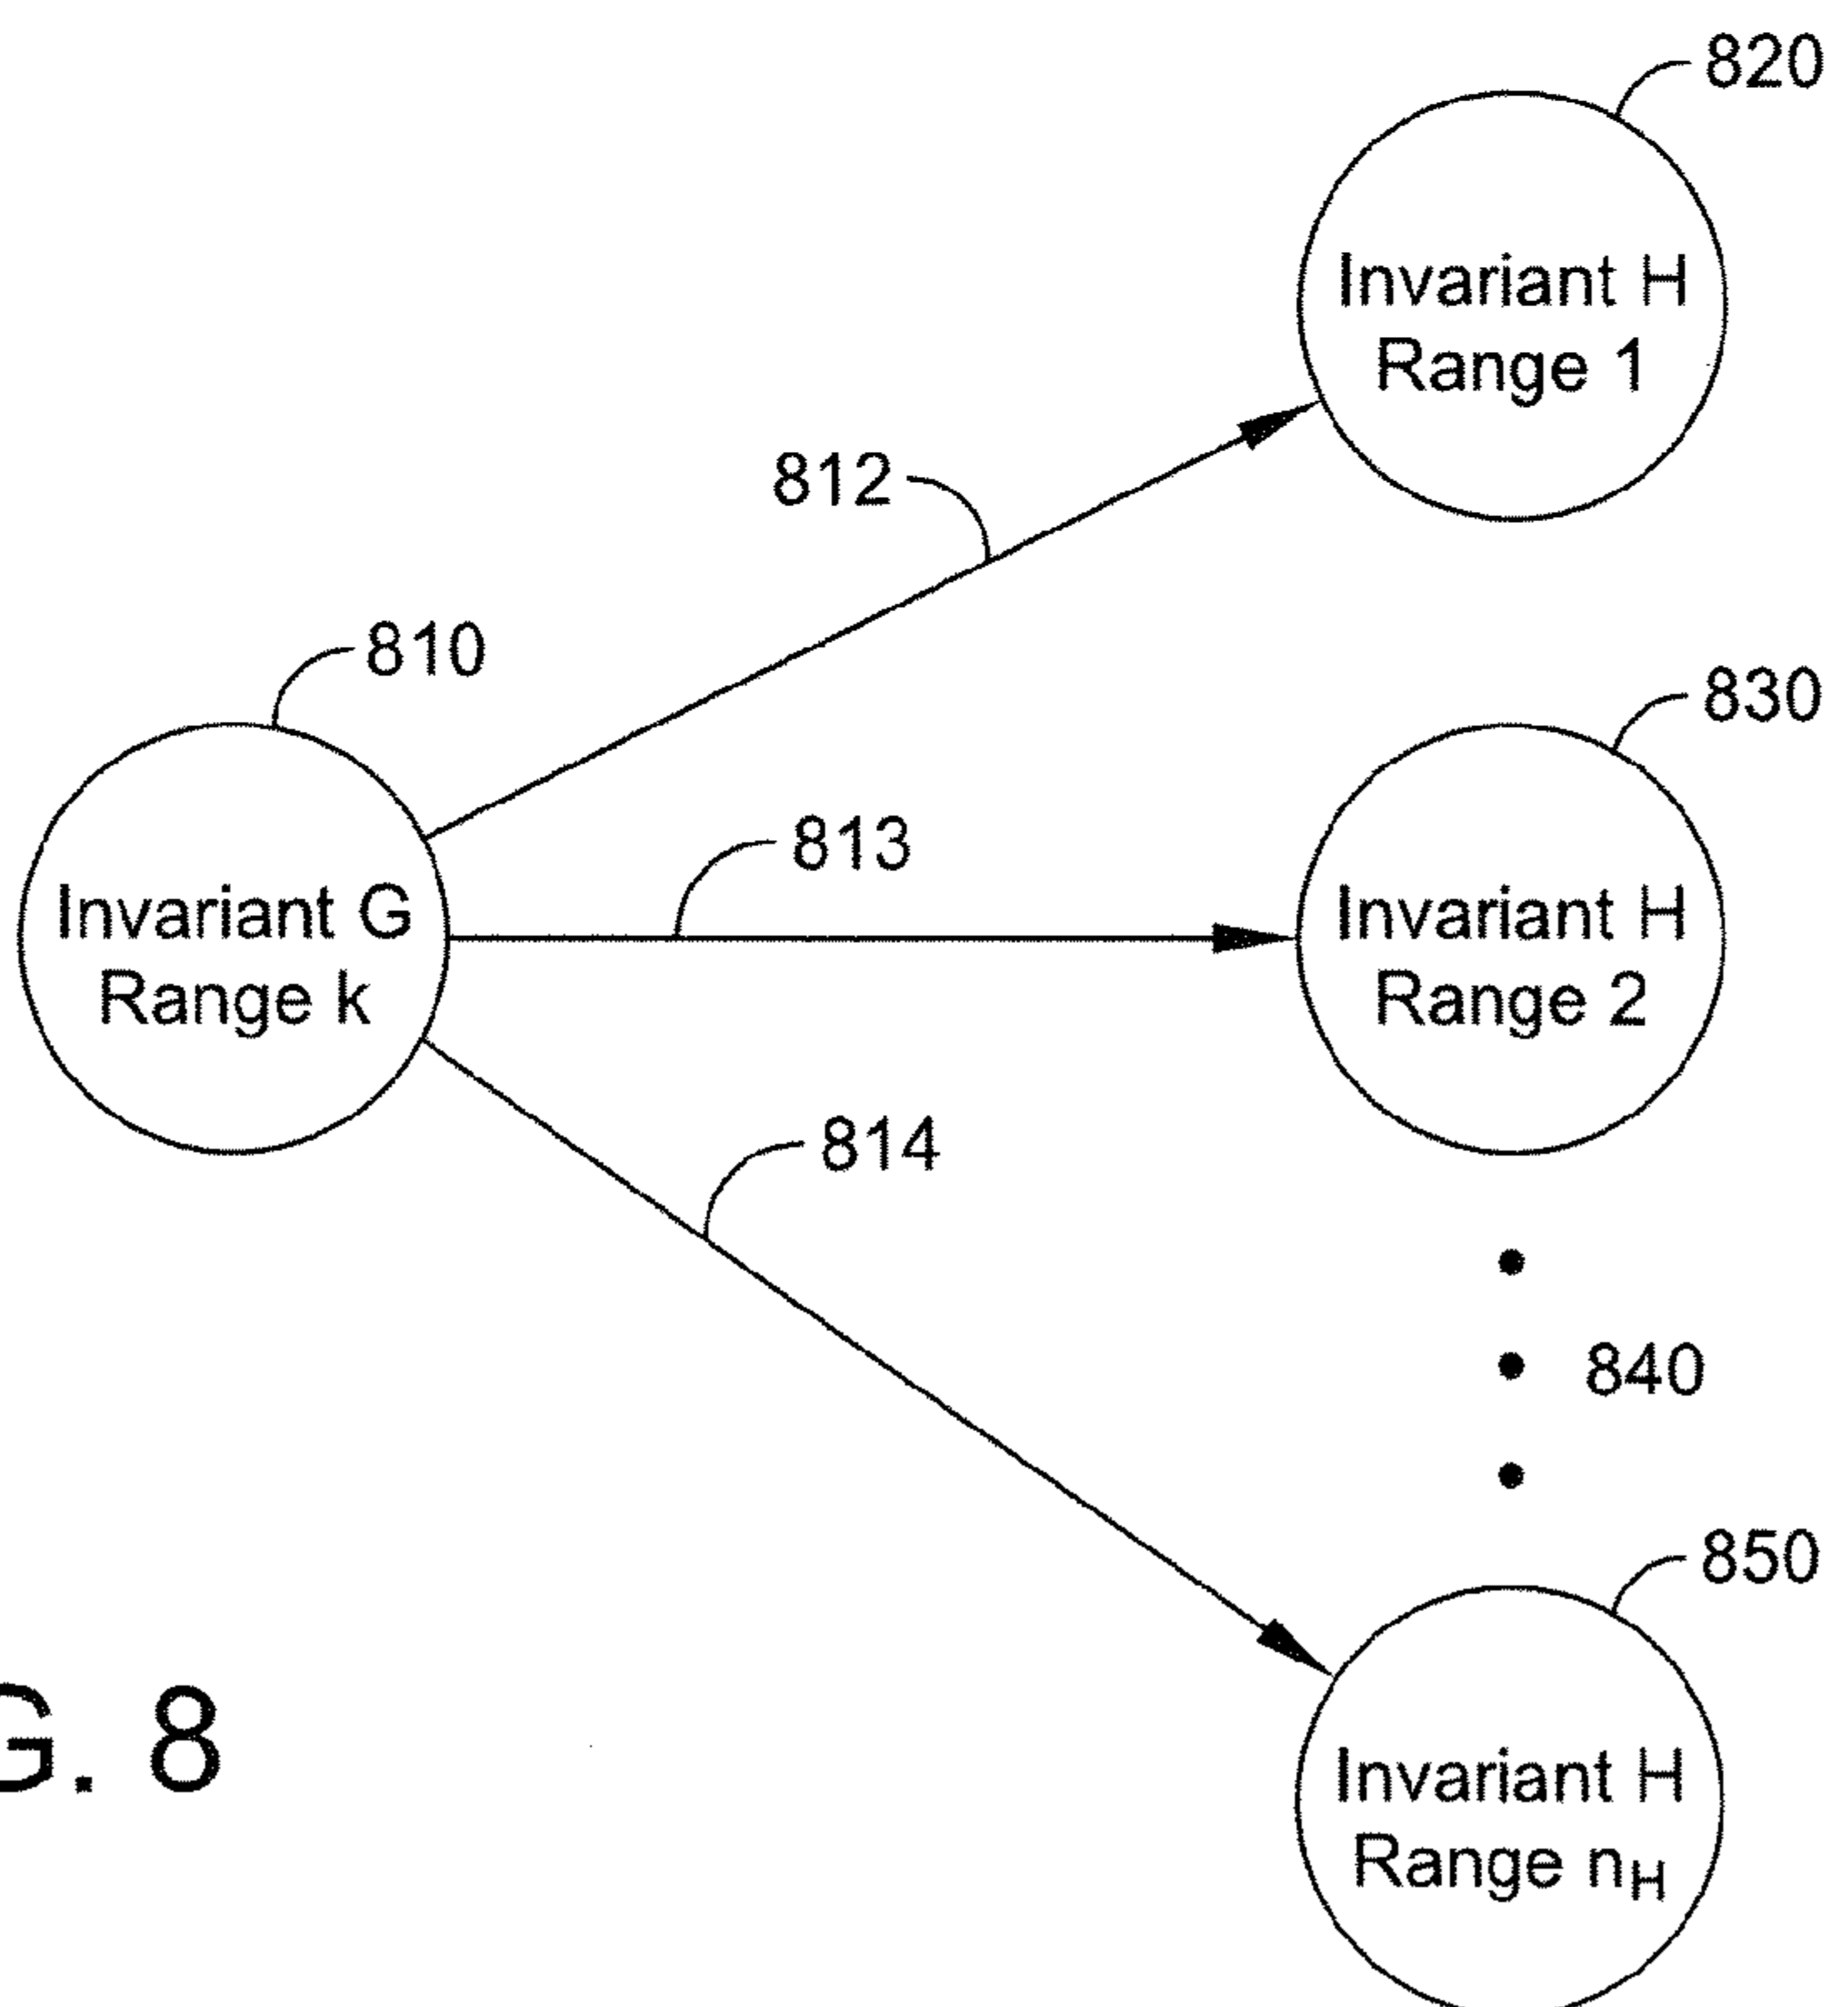 820
Invariant H
Range 1
812
810
830
813
Invariant G
Range k
Invariant H
Range 2
814
840
850
G. 8
Invariant H
Range n_H